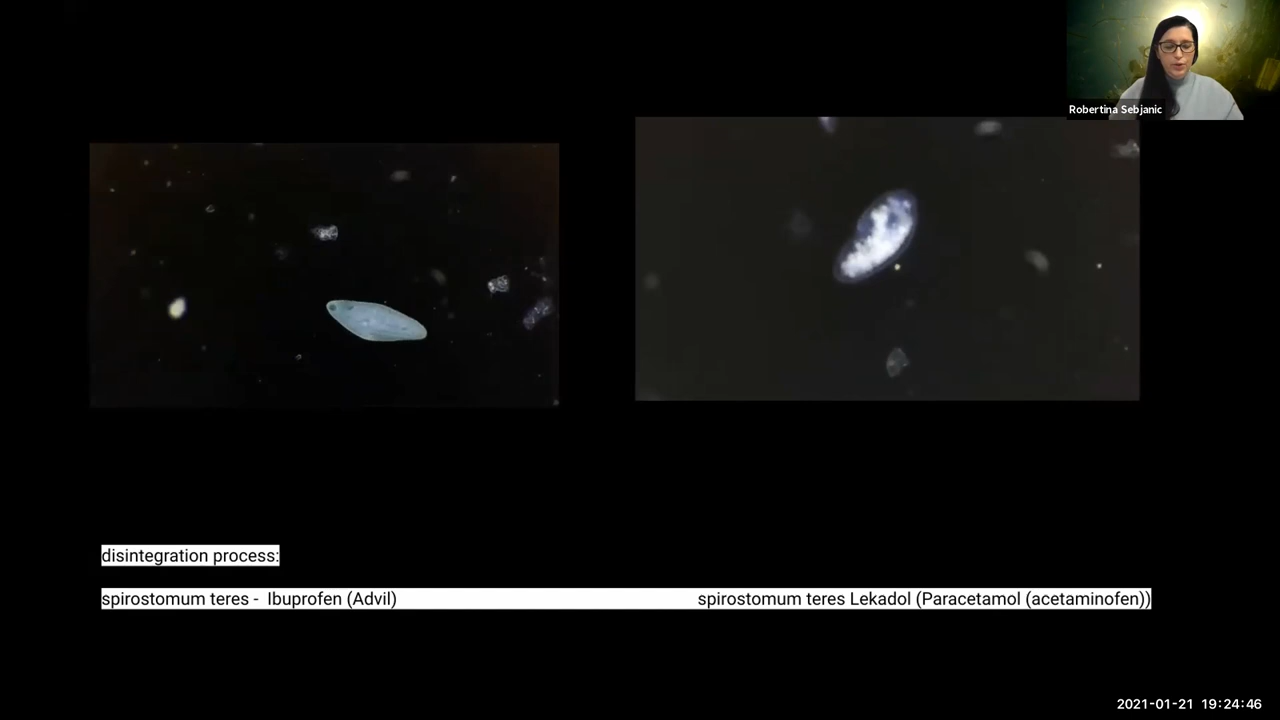 Robertina Sebjanic
disintegration process:
spirostomum teres -  Ibuprofen (Advil) spirostomum teres Lekadol (Paracetamol (acetaminofen))
2021-01-21 19:24:46